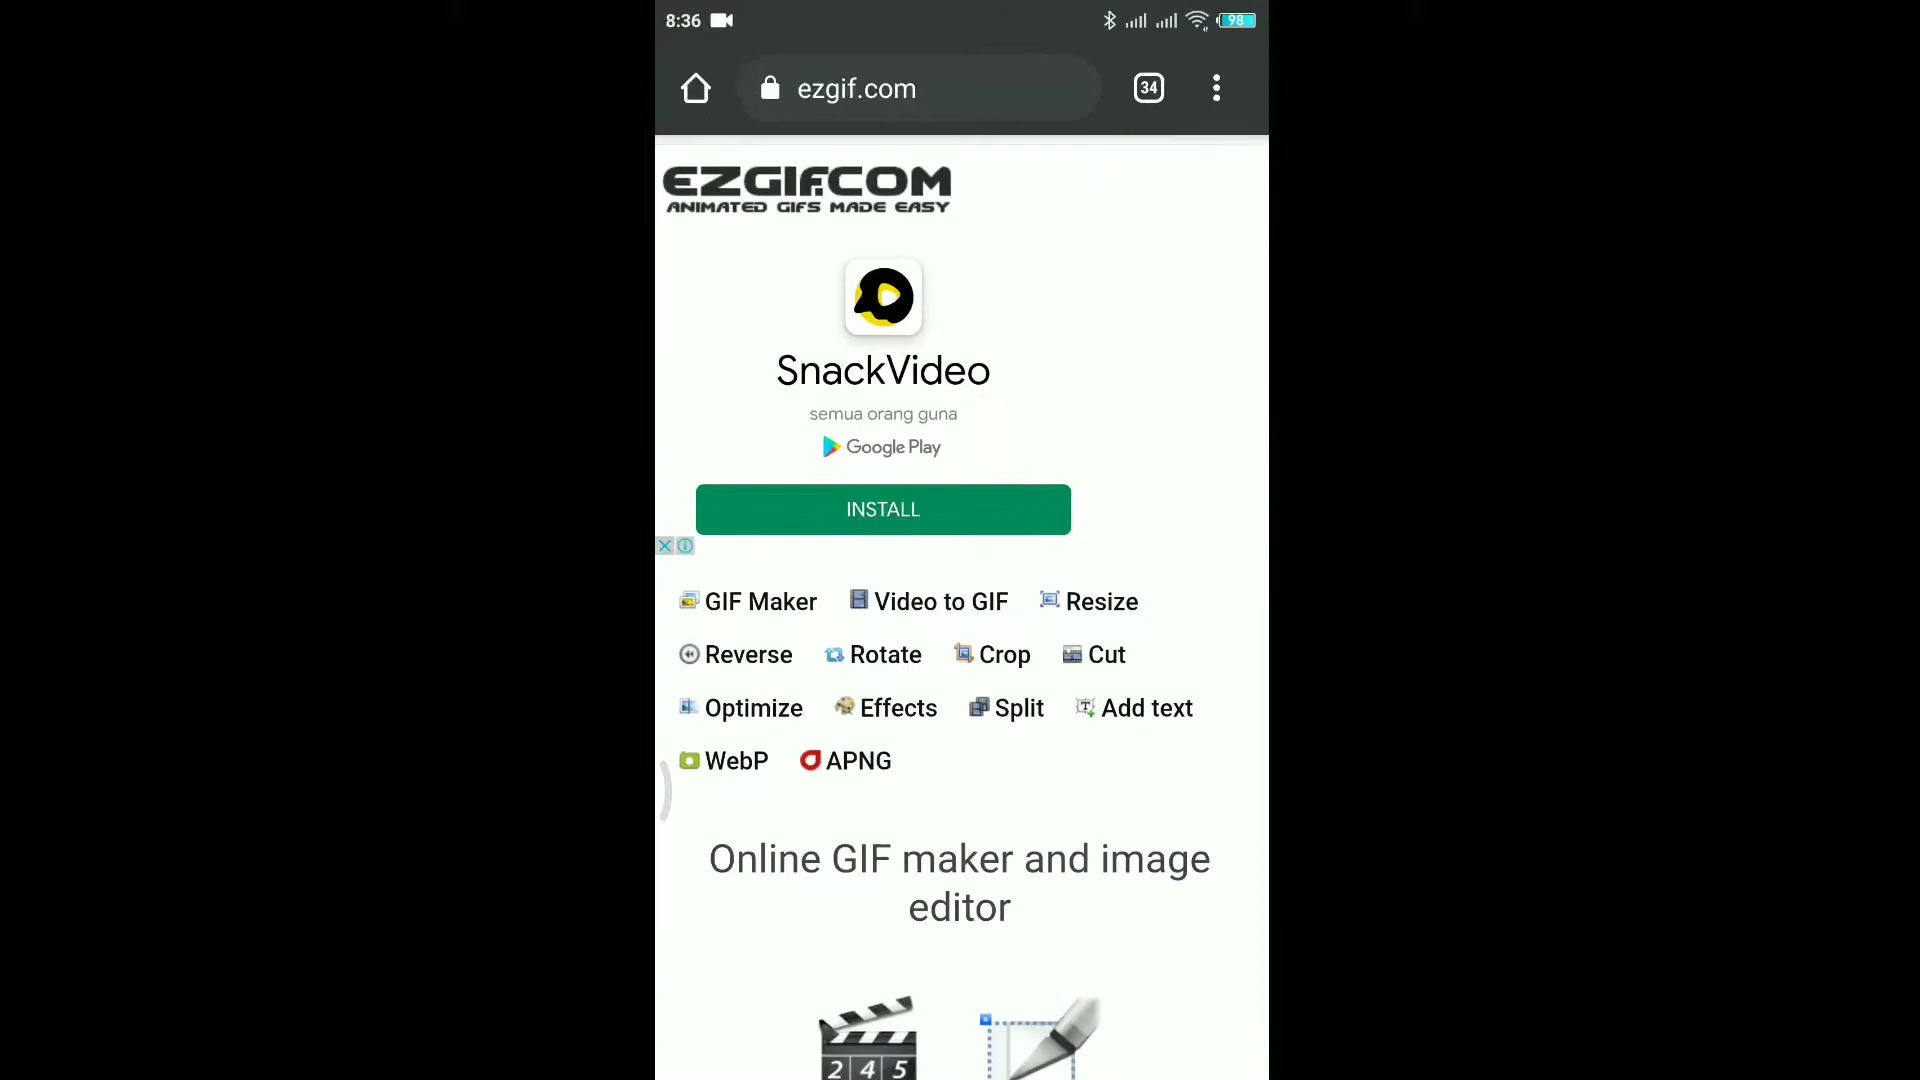 8:36 98
ezgif.com 34
EZGIF.COM
ANIMATED GIFS MADE EASY
SnackVideo
semua orang guna
Google Play
INSTALL
GIF Maker Video to GIF Resize
Reverse Rotate Crop Cut
Optimize Effects Split Add text
WebP APNG
Online GIF maker and image
editor
2 4 5